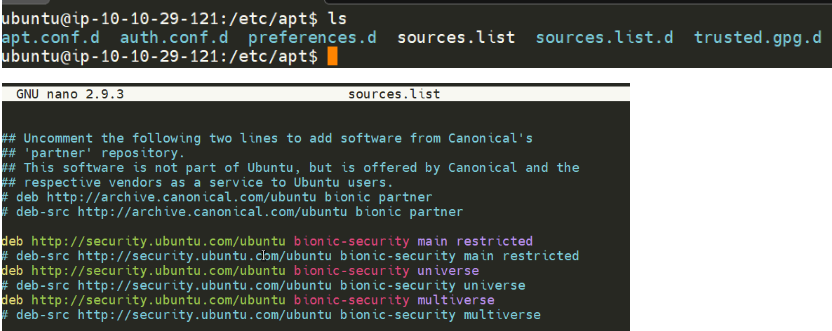 ubuntu@ip-10-10-29-121:/etc/apt$ ls
apt.conf.d auth.conf.d preferences.d sources.list sources.list.d trusted.gpg.d
ubuntu@ip-10-10-29-121:/etc/apt$
GNU nano 2.9.3 sources.list
## Uncomment the following two lines to add software from Canonical's
## 'partner' repository.
## This software is not part of Ubuntu, but is offered by Canonical and the
## respective vendors as a service to Ubuntu users.
# deb http://archive.canonical.com/ubuntu bionic partner
# deb-src http://archive.canonical.com/ubuntu bionic partner
deb http://security.ubuntu.com/ubuntu bionic-security main restricted
# deb-src http://security.ubuntu.com/ubuntu bionic-security main restricted
deb http://security.ubuntu.com/ubuntu bionic-security universe
# deb-src http://security.ubuntu.com/ubuntu bionic-security universe
deb http://security.ubuntu.com/ubuntu bionic-security multiverse
# deb-src http://security.ubuntu.com/ubuntu bionic-security multiverse